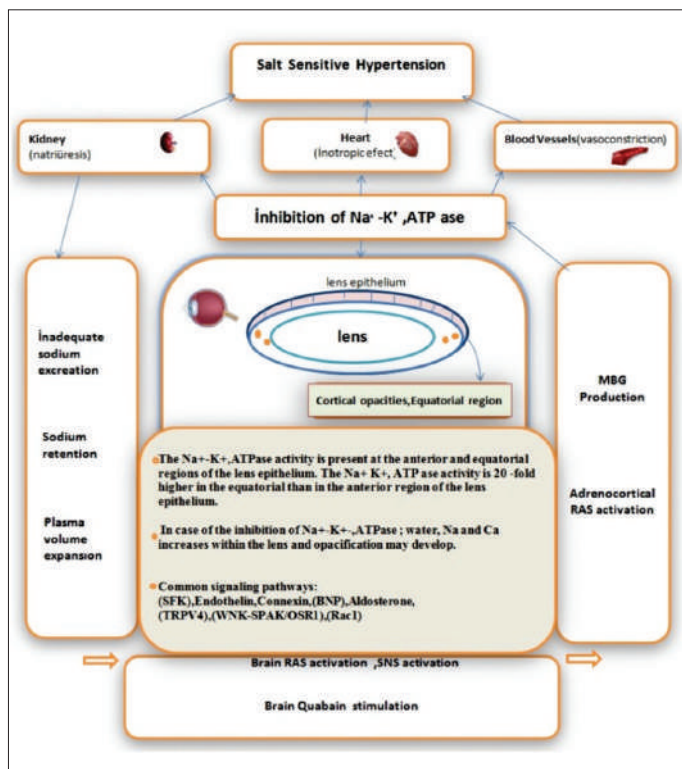 Salt Sensitive Hypertension
Kidney
(natriüresis)
Heart
(Inotropic efect)
Blood Vessels(vasoconstriction)
İnhibition of Na⁺ -K⁺ ,ATP ase
lens epithelium
lens
Cortical opacities,Equatorial region
İnadequate
sodium
excreation
Sodium
retention
Plasma
volume
expansion
MBG
Production
Adrenocortical
RAS activation
The Na+-K+,ATPase activity is present at the anterior and equatorial
regions of the lens epithelium. The Na+ K+, ATP ase activity is 20 -fold
higher in the equatorial than in the anterior region of the lens
epithelium.
In case of the inhibition of Na+-K+-,ATPase ; water, Na and Ca
increases within the lens and opacification may develop.
Common signaling pathways:
(SFK),Endothelin,Connexin,(BNP),Aldosterone,
(TRPV4),(WNK-SPAK/OSR1),(Rac1)
Brain RAS activation ,SNS activation
Brain Quabain stimulation